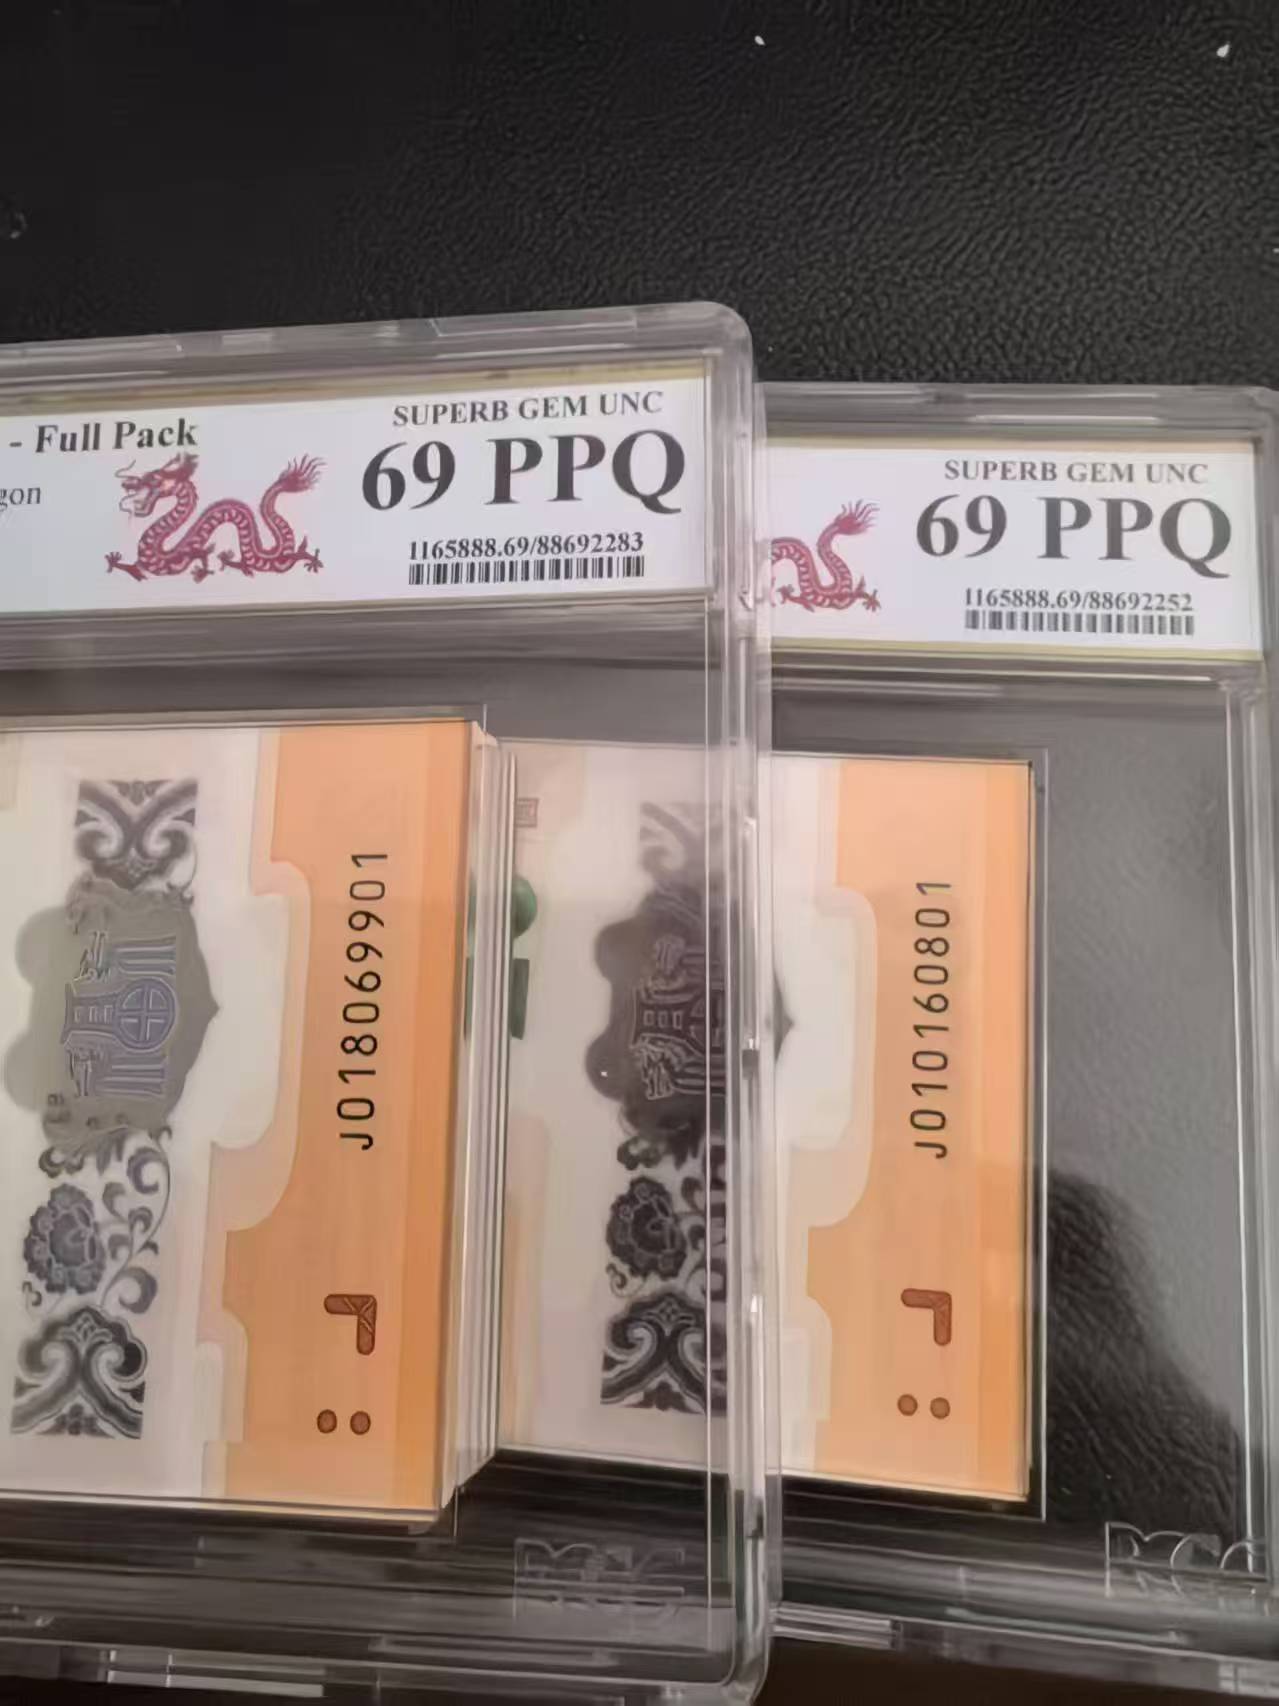 - Full Pack
gon
SUPERB GEM UNC
69 PPQ
1165888.69/88692283
SUPERB GEM UNC
69 PPQ
1165888.69/88692252
J018069901
J010160801